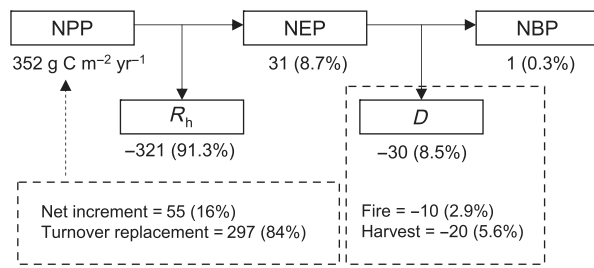 NPP
NEP
NBP
352 g C m⁻² yr⁻¹
31 (8.7%)
1 (0.3%)
Rh
D
–321 (91.3%)
–30 (8.5%)
Net increment = 55 (16%)
Turnover replacement = 297 (84%)
Fire = –10 (2.9%)
Harvest = –20 (5.6%)